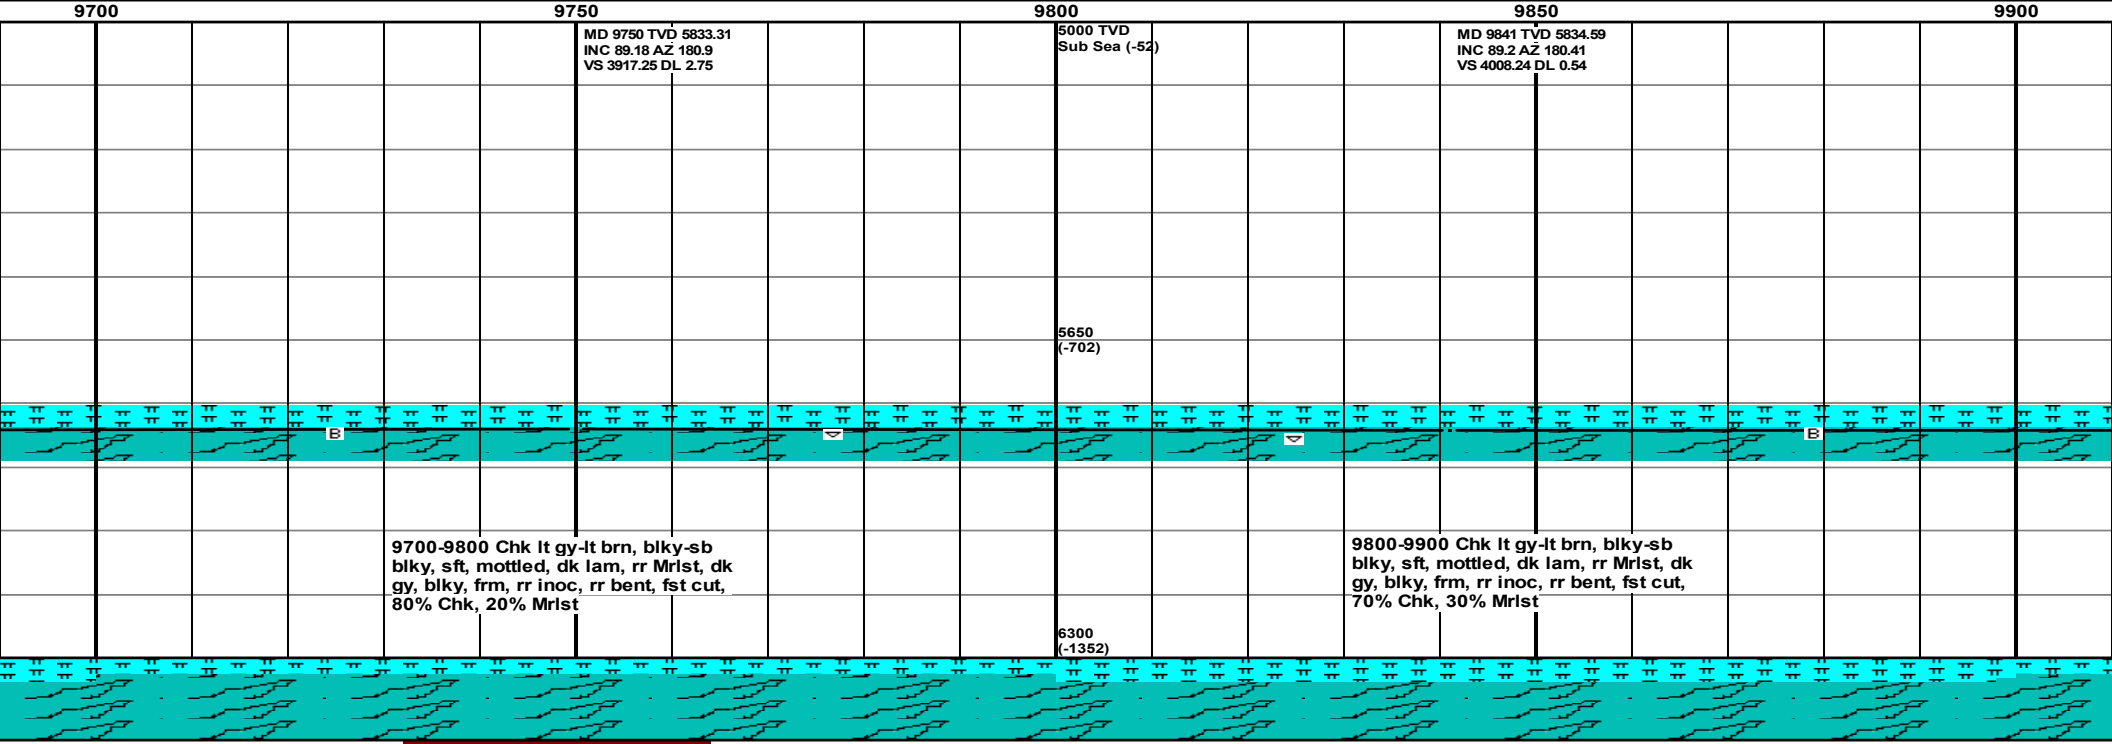 9700 9750 9800 9850 9900
MD 9750 TVD 5833.31
INC 89.18 AZ 180.9
VS 3917.25 DL 2.75
5000 TVD
Sub Sea (-52)
MD 9841 TVD 5834.59
INC 89.2 AZ 180.41
VS 4008.24 DL 0.54
5650
(-702)
B
B
9700-9800 Chk lt gy-lt brn, blky-sb
blky, sft, mottled, dk lam, rr Mrlst, dk
gy, blky, frm, rr inoc, rr bent, fst cut,
80% Chk, 20% Mrlst
9800-9900 Chk lt gy-lt brn, blky-sb
blky, sft, mottled, dk lam, rr Mrlst, dk
gy, blky, frm, rr inoc, rr bent, fst cut,
70% Chk, 30% Mrlst
6300
(-1352)